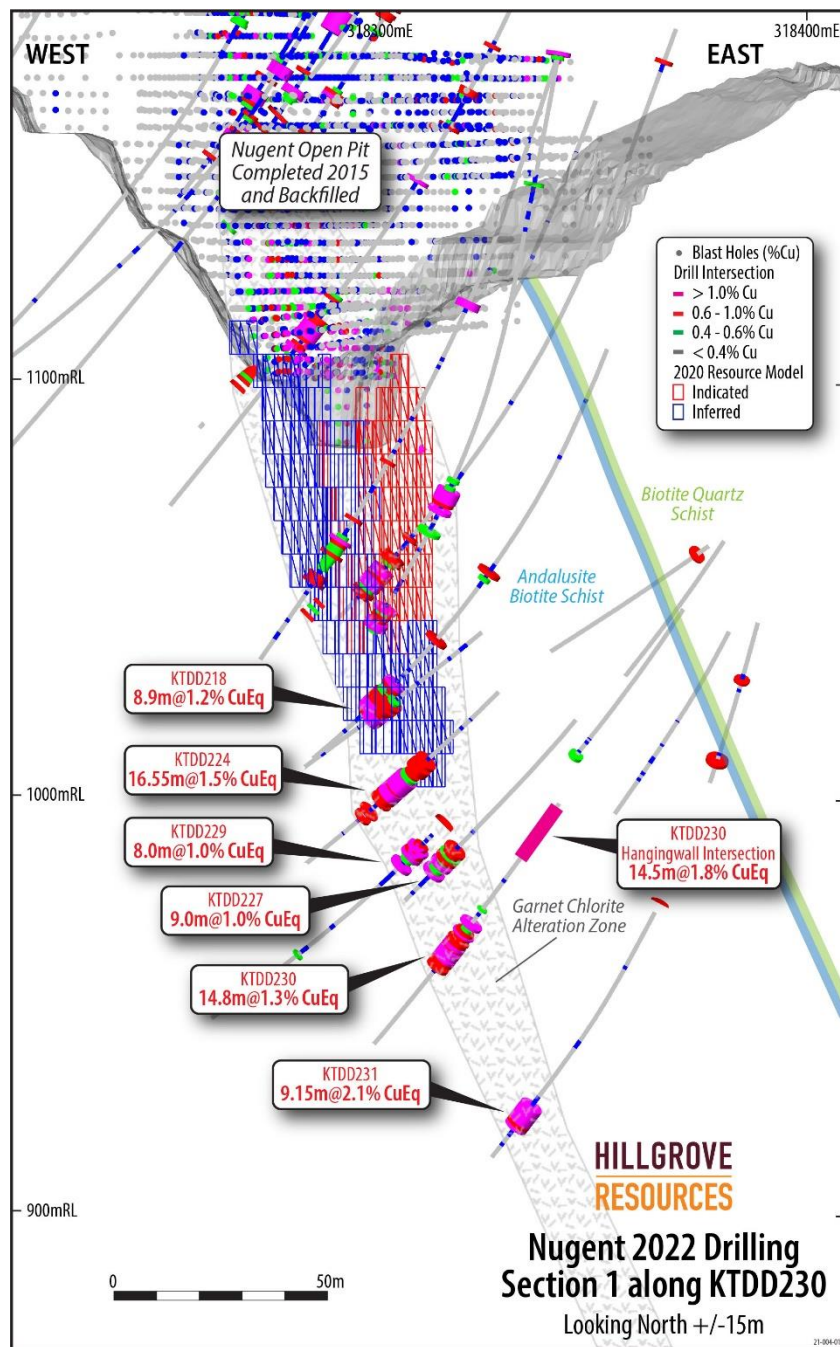 318300mE
318400mE
WEST
EAST
Nugent Open Pit
Completed 2015
and Backfilled
Blast Holes (%Cu)
Drill Intersection
> 1.0% Cu
0.6 - 1.0% Cu
0.4 - 0.6% Cu
< 0.4% Cu
2020 Resource Model
Indicated
Inferred
1100mRL
Biotite Quartz
Schist
Andalusite
Biotite Schist
KTDD218
8.9m@1.2% CuEq
KTDD224
16.55m@1.5% CuEq
1000mRL
KTDD229
8.0m@1.0% CuEq
KTDD230
Hangingwall Intersection
14.5m@1.8% CuEq
KTDD227
9.0m@1.0% CuEq
Garnet Chlorite
Alteration Zone
KTDD230
14.8m@1.3% CuEq
KTDD231
9.15m@2.1% CuEq
HILLGROVE
RESOURCES
900mRL
Nugent 2022 Drilling
Section 1 along KTDD230
Looking North +/-15m
0
50m
21-004-01